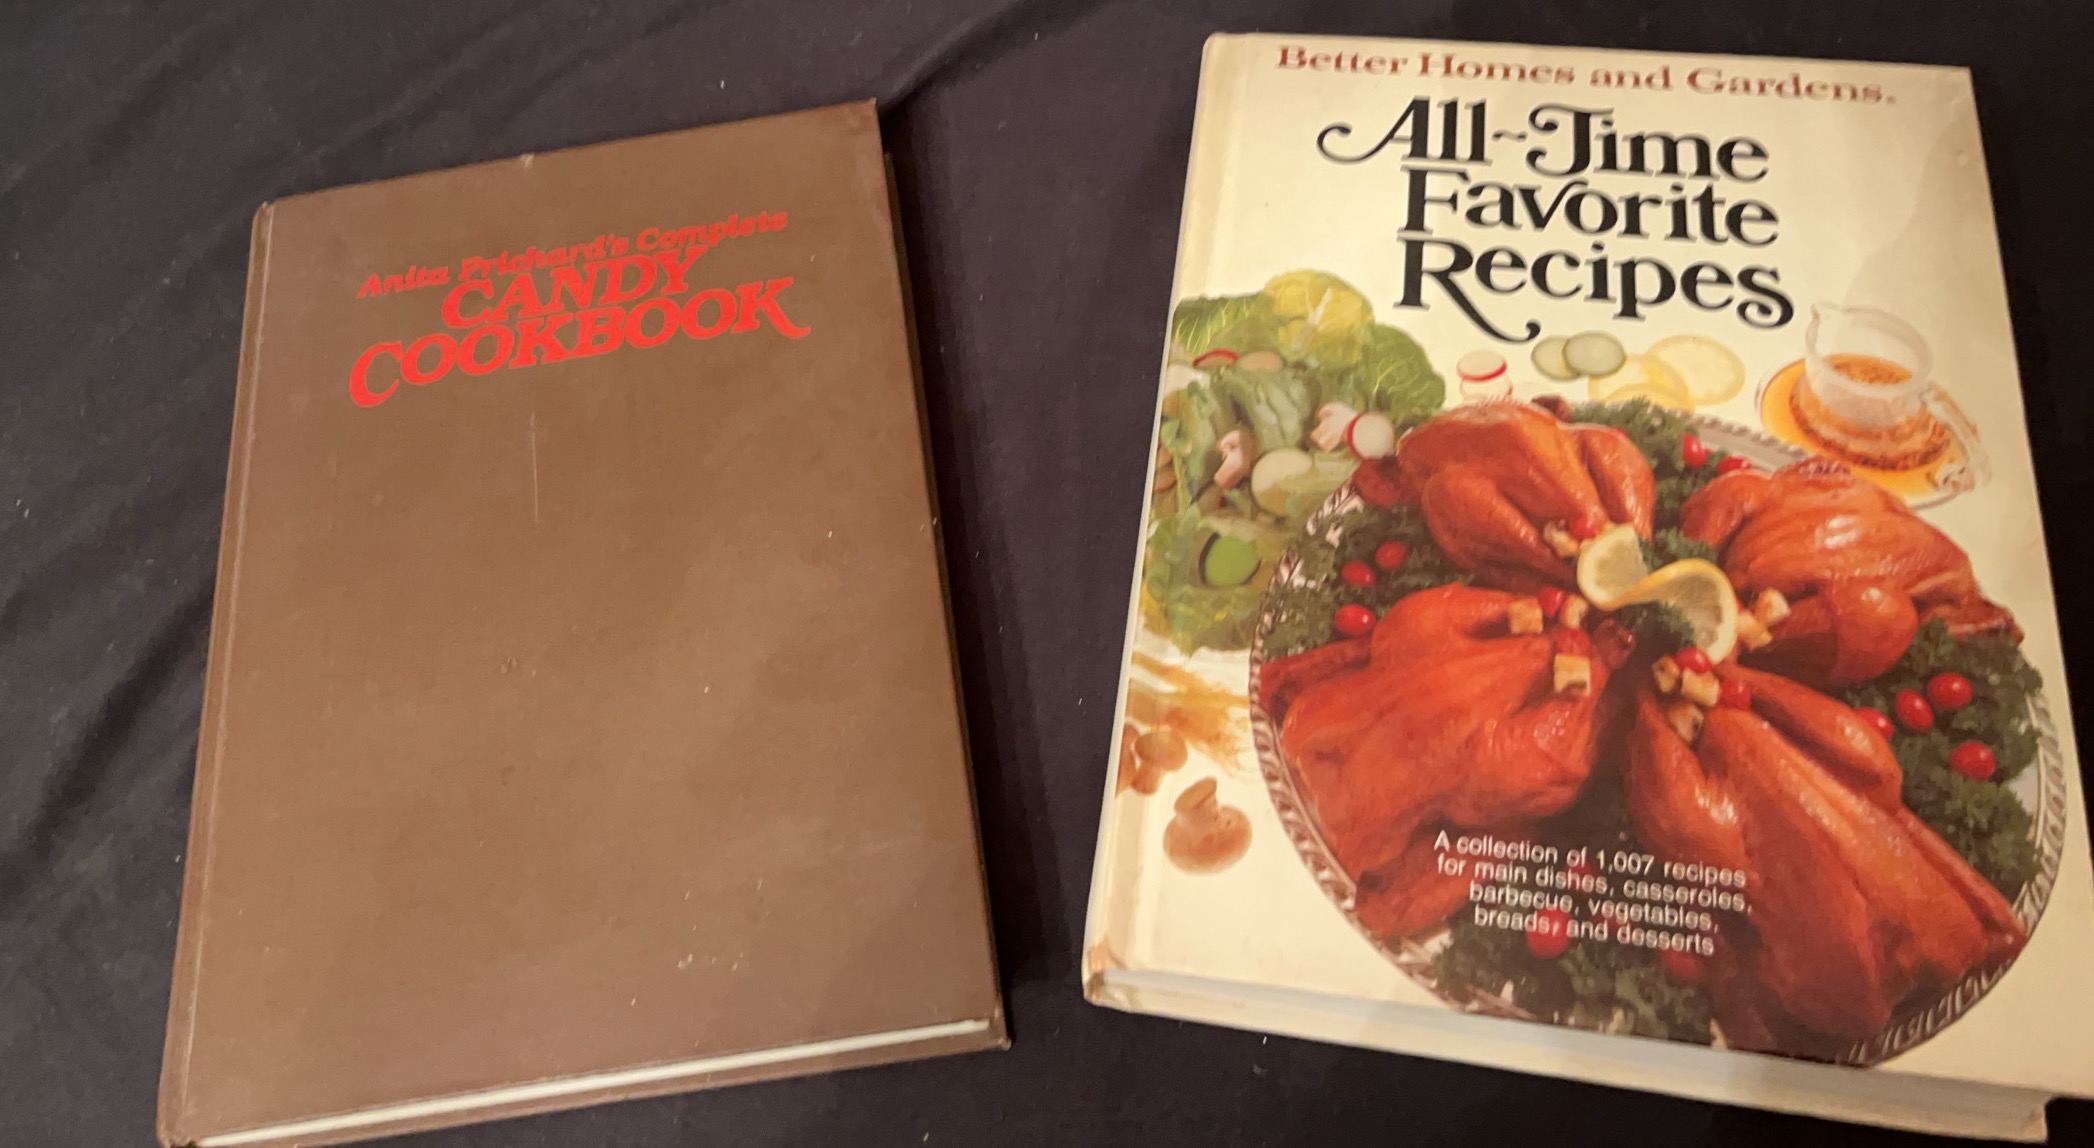 Anita Prichard's Complete
CANDY
COOKBOOK
Better Homes and Gardens®
All-Time
Favorite
Recipes
A collection of 1,007 recipes
for main dishes, casseroles,
barbecue, vegetables,
breads, and desserts